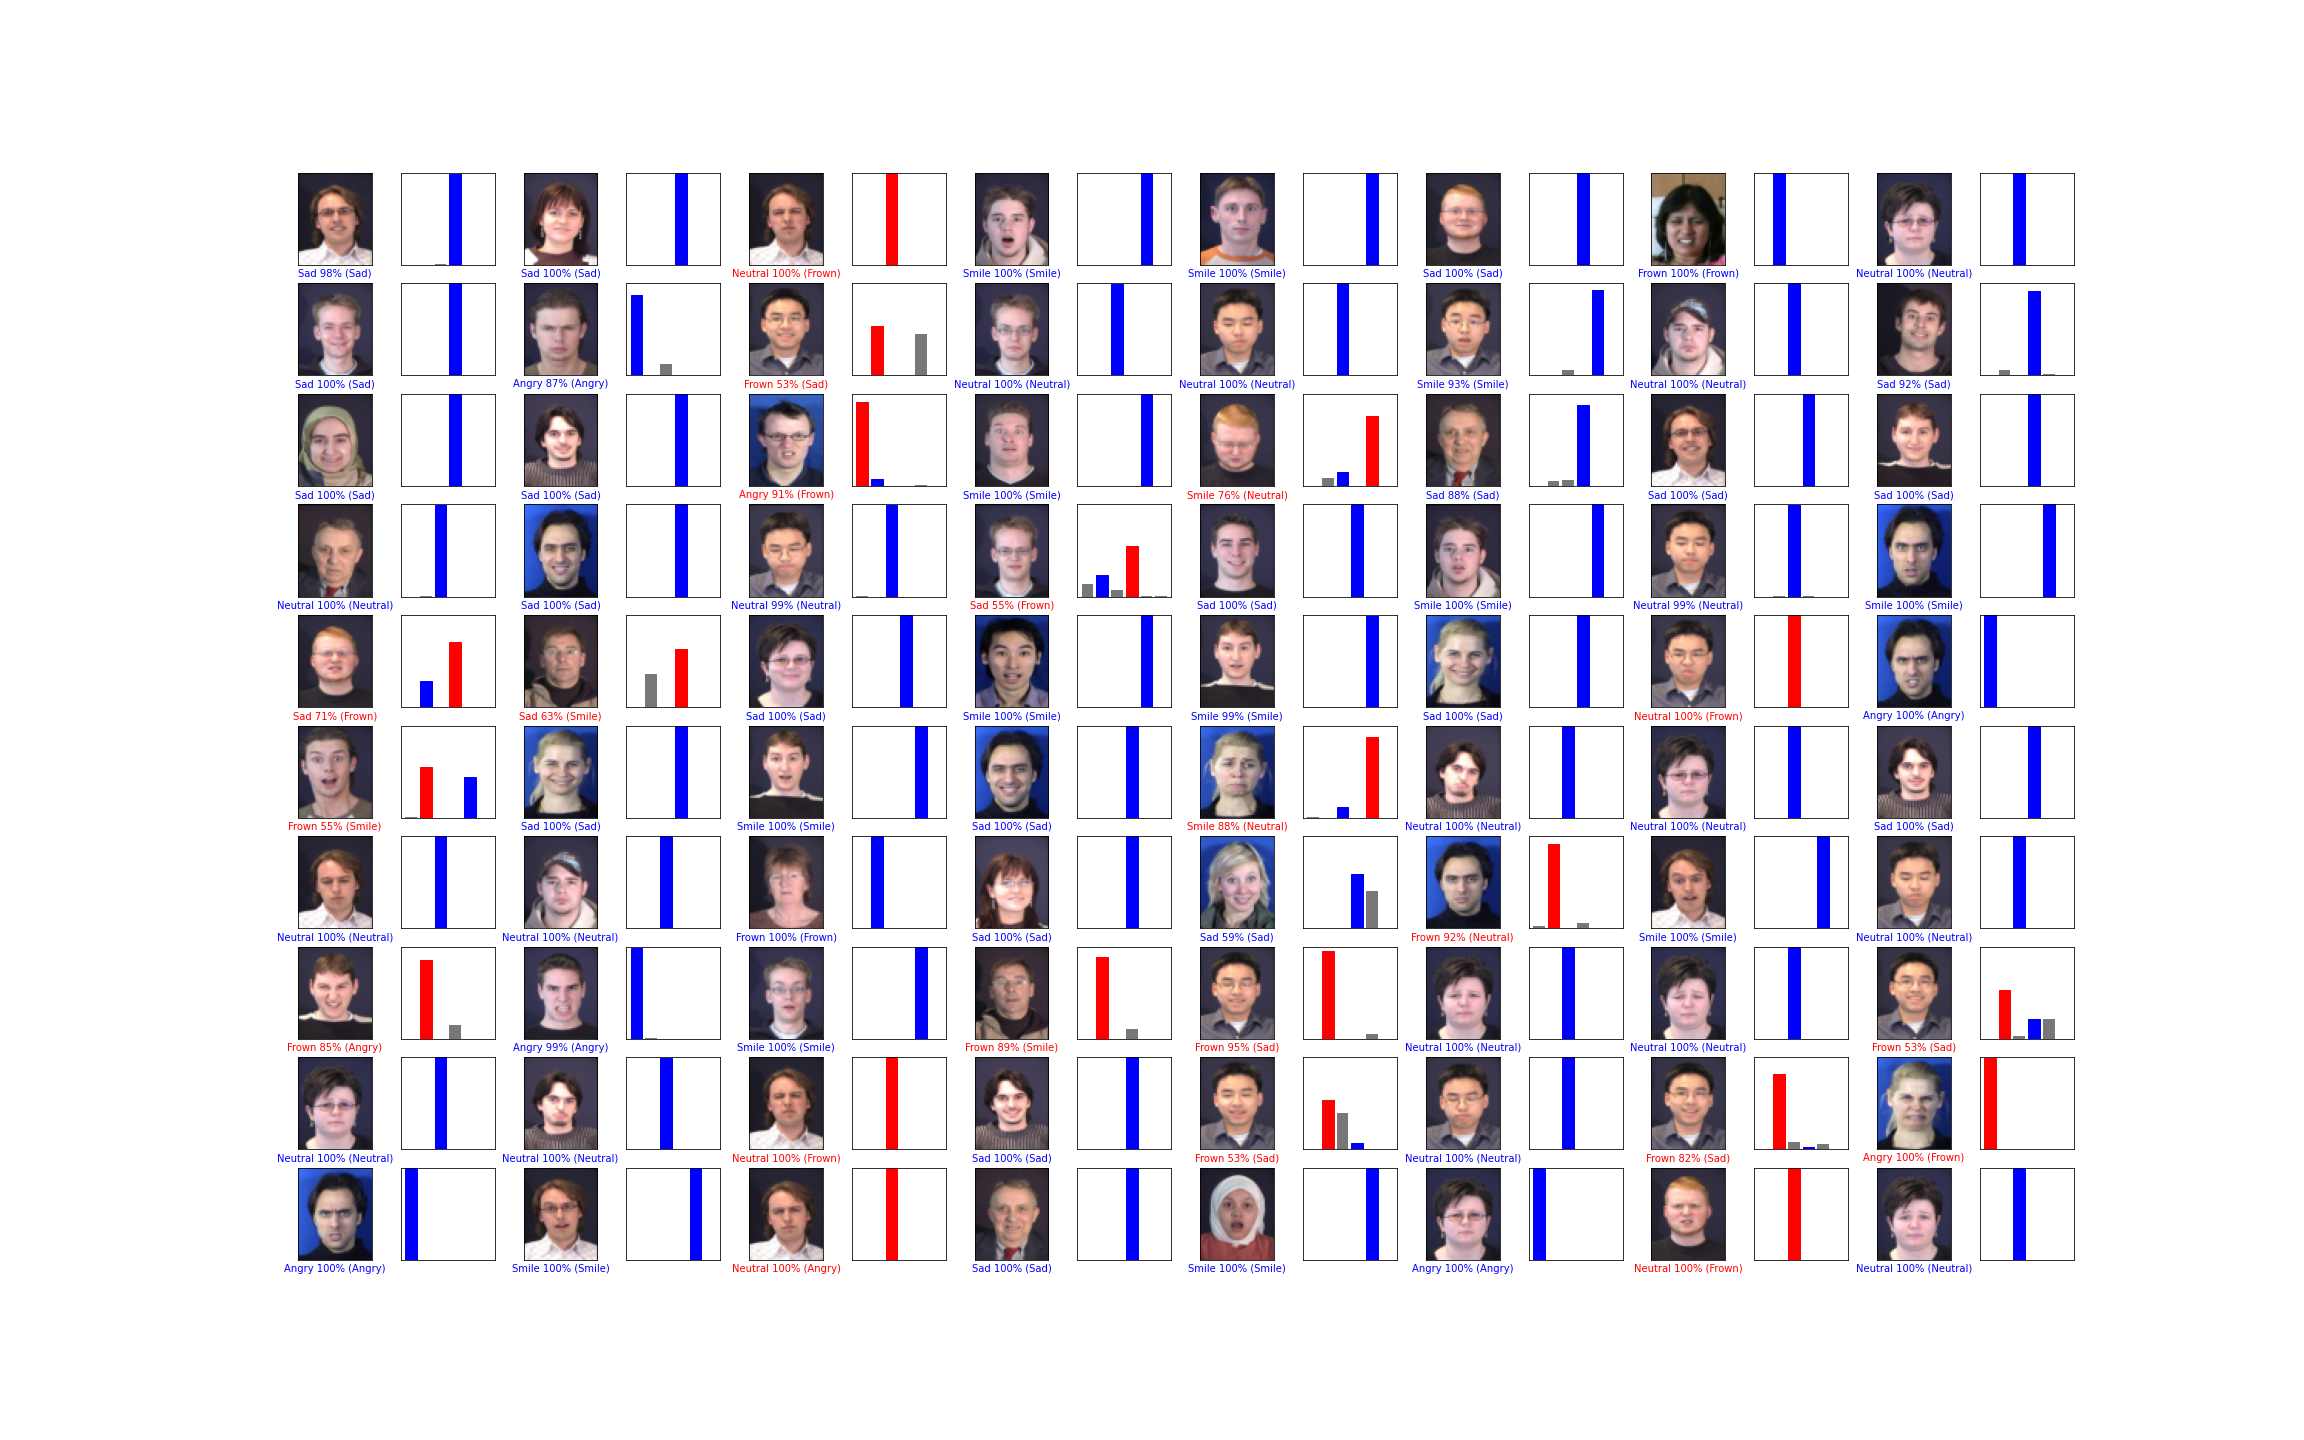 Sad 98% (Sad) Sad 100% (Sad) Neutral 100% (Frown) Smile 100% (Smile) Smile 100% (Smile) Sad 100% (Sad) Frown 100% (Frown) Neutral 100% (Neutral)
Sad 100% (Sad) Angry 87% (Angry) Frown 53% (Sad) Neutral 100% (Neutral) Neutral 100% (Neutral) Smile 93% (Smile) Neutral 100% (Neutral) Sad 92% (Sad)
Sad 100% (Sad) Sad 100% (Sad) Angry 91% (Frown) Smile 100% (Smile) Smile 76% (Neutral) Sad 88% (Sad) Sad 100% (Sad) Sad 100% (Sad)
Neutral 100% (Neutral) Sad 100% (Sad) Neutral 99% (Neutral) Sad 55% (Frown) Sad 100% (Sad) Smile 100% (Smile) Neutral 99% (Neutral) Smile 100% (Smile)
Sad 71% (Frown) Sad 63% (Smile) Sad 100% (Sad) Smile 100% (Smile) Smile 99% (Smile) Sad 100% (Sad) Neutral 100% (Frown) Angry 100% (Angry)
Frown 55% (Smile) Sad 100% (Sad) Smile 100% (Smile) Sad 100% (Sad) Smile 88% (Neutral) Neutral 100% (Neutral) Neutral 100% (Neutral) Sad 100% (Sad)
Neutral 100% (Neutral) Neutral 100% (Neutral) Frown 100% (Frown) Sad 100% (Sad) Sad 59% (Sad) Frown 92% (Neutral) Smile 100% (Smile) Neutral 100% (Neutral)
Frown 85% (Angry) Angry 99% (Angry) Smile 100% (Smile) Frown 89% (Smile) Frown 95% (Sad) Neutral 100% (Neutral) Neutral 100% (Neutral) Frown 53% (Sad)
Neutral 100% (Neutral) Neutral 100% (Neutral) Neutral 100% (Frown) Sad 100% (Sad) Frown 53% (Sad) Neutral 100% (Neutral) Frown 82% (Sad) Angry 100% (Frown)
Angry 100% (Angry) Smile 100% (Smile) Neutral 100% (Angry) Sad 100% (Sad) Smile 100% (Smile) Angry 100% (Angry) Neutral 100% (Frown) Neutral 100% (Neutral)